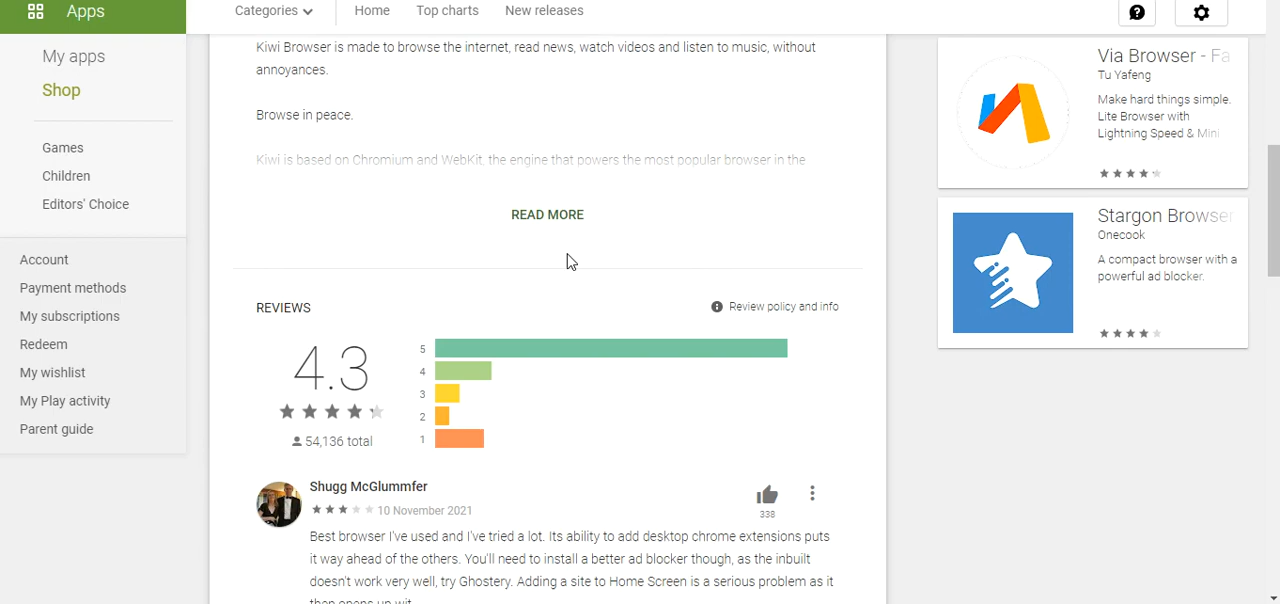 Apps
Categories
Home
Top charts
New releases
My apps
Shop
Games
Children
Editors' Choice
Account
Payment methods
My subscriptions
Redeem
My wishlist
My Play activity
Parent guide
Kiwi Browser is made to browse the internet, read news, watch videos and listen to music, without
annoyances.
Browse in peace.
Kiwi is based on Chromium and WebKit, the engine that powers the most popular browser in the
READ MORE
REVIEWS
Review policy and info
4.3
54,136 total
5
4
3
2
1
Shugg McGlummfer
10 November 2021
338
Best browser I've used and I've tried a lot. Its ability to add desktop chrome extensions puts
it way ahead of the others. You'll need to install a better ad blocker though, as the inbuilt
doesn't work very well, try Ghostery. Adding a site to Home Screen is a serious problem as it
then opens up wit
Via Browser - Fa
Tu Yafeng
Make hard things simple.
Lite Browser with
Lightning Speed & Mini
Stargon Browser
Onecook
A compact browser with a
powerful ad blocker.